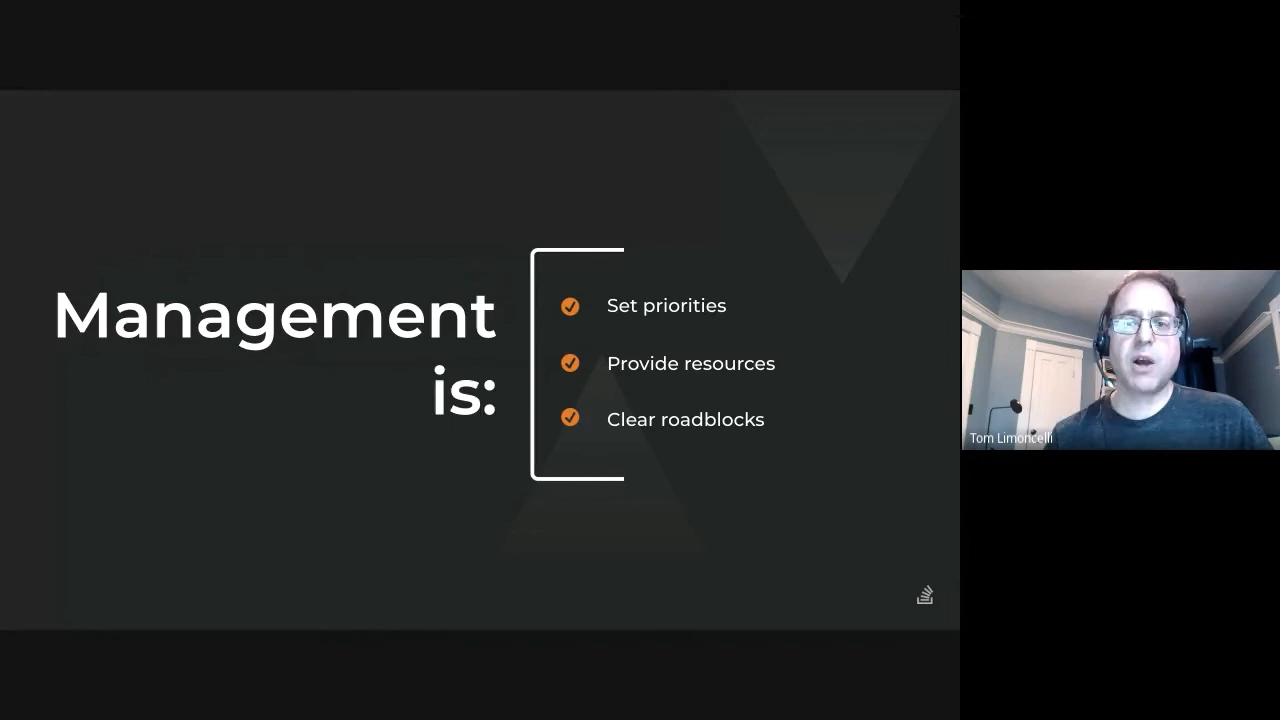 Management
is:
Set priorities
Provide resources
Clear roadblocks
Tom Limoncelli